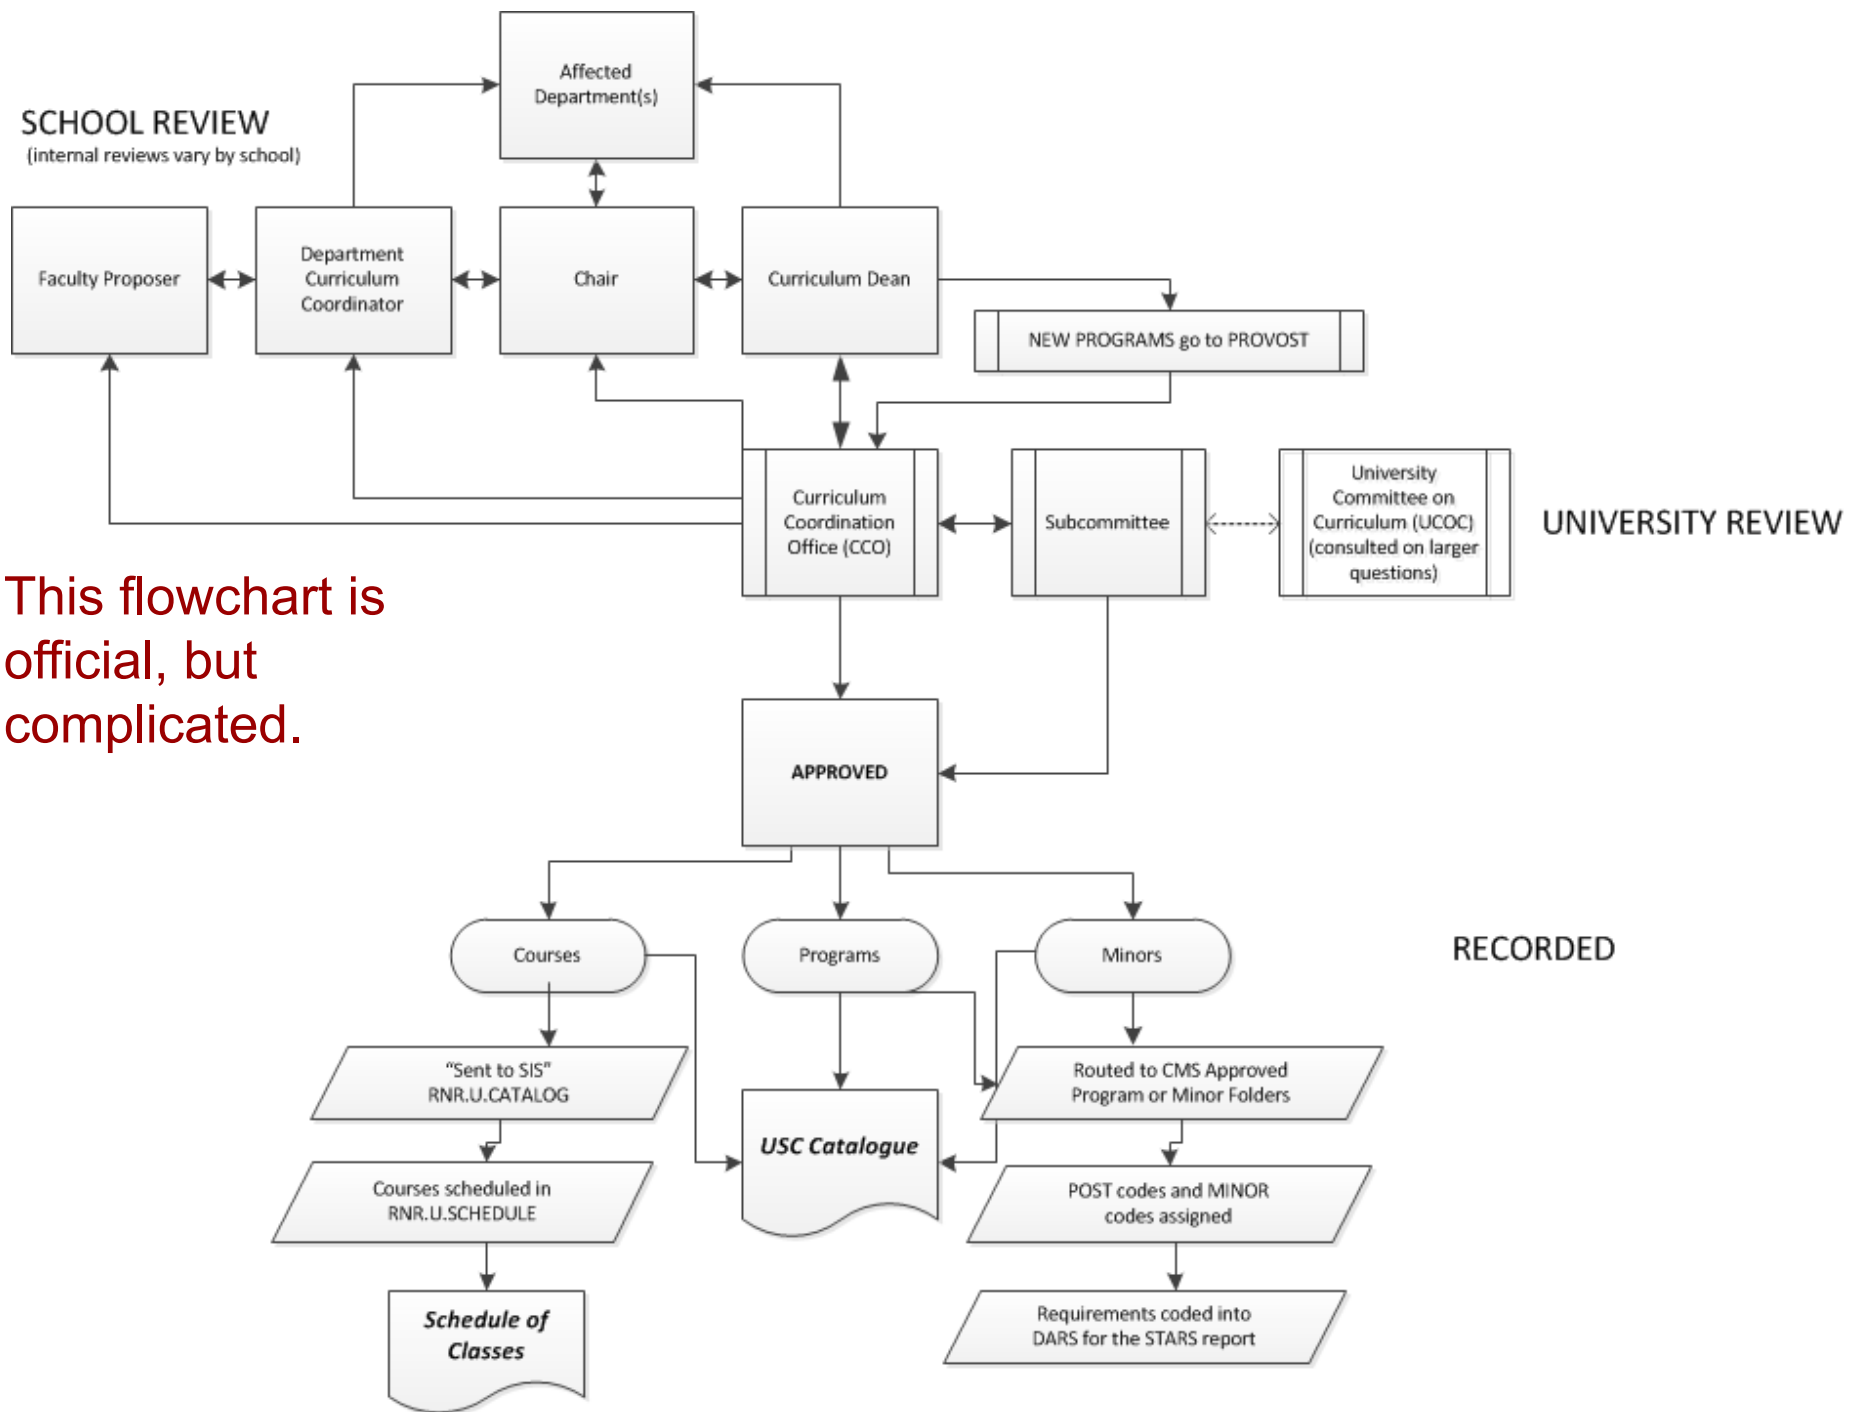 Affected
Department(s)
SCHOOL REVIEW
(internal reviews vary by school)
Faculty Proposer
Department
Curriculum
Coordinator
Chair
Curriculum Dean
NEW PROGRAMS go to PROVOST
Curriculum
Coordination
Office (CCO)
Subcommittee
University
Committee on
Curriculum (UCOC)
(consulted on larger
questions)
UNIVERSITY REVIEW
This flowchart is
official, but
complicated.
APPROVED
Courses
Programs
Minors
RECORDED
“Sent to SIS”
RNR.U.CATALOG
Routed to CMS Approved
Program or Minor Folders
USC Catalogue
Courses scheduled in
RNR.U.SCHEDULE
POST codes and MINOR
codes assigned
Schedule of
Classes
Requirements coded into
DARS for the STARS report